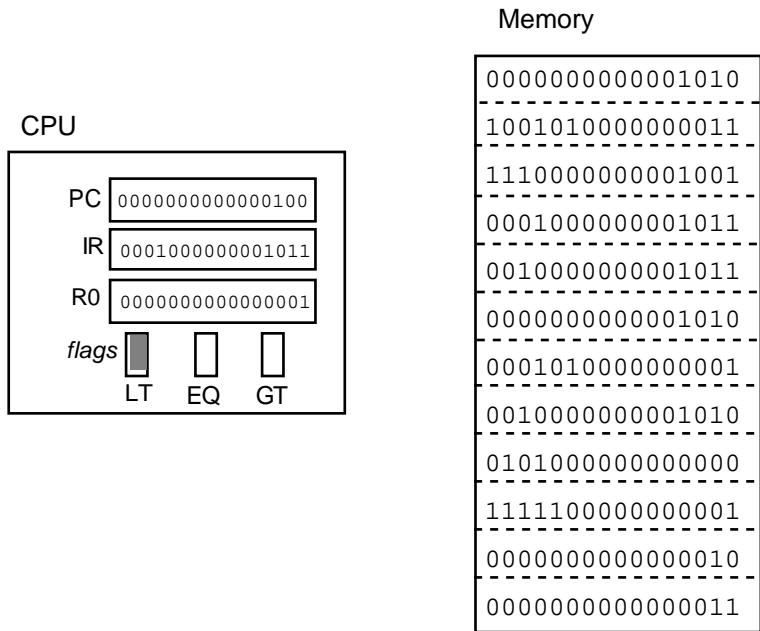 Memory
CPU
PC 0000000000000100
IR 0001000000001011
R0 0000000000000001
flags
LT EQ GT
0000000000001010
1001010000000011
1110000000001001
0001000000001011
0010000000001011
0000000000001010
0001010000000001
0010000000001010
0101000000000000
1111100000000001
0000000000000010
0000000000000011